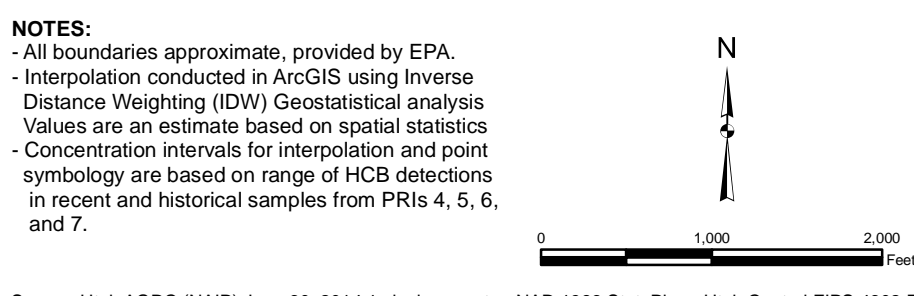 NOTES:
- All boundaries approximate, provided by EPA.
- Interpolation conducted in ArcGIS using Inverse
Distance Weighting (IDW) Geostatistical analysis
Values are an estimate based on spatial statistics
- Concentration intervals for interpolation and point
symbology are based on range of HCB detections
in recent and historical samples from PRIs 4, 5, 6,
and 7.
N
0 1,000 2,000
Feet